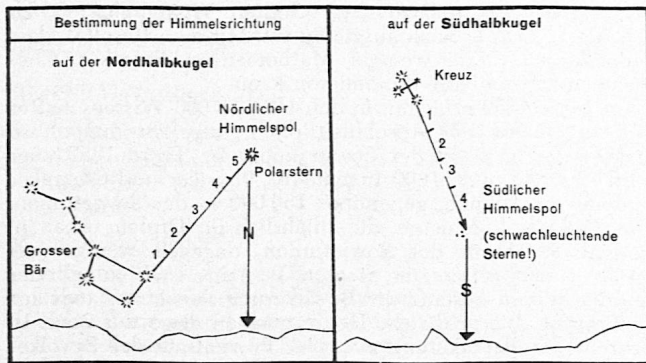 Bestimmung der Himmelsrichtung
auf der Nordhalbkugel
Nördlicher
Himmelspol
5
Polarstern
4
3
2
1
N
Grosser
Bär
auf der Südhalbkugel
Kreuz
1
2
3
4
Südlicher
Himmelspol
(schwachleuchtende
Sterne!)
S